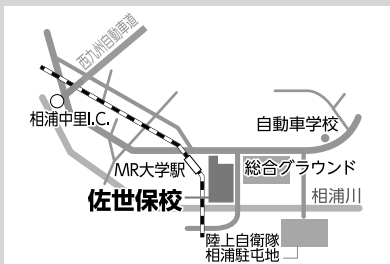 西九州自動車道
相浦中里I.C.
自動車学校
MR大学駅
総合グラウンド
佐世保校
相浦川
陸上自衛隊
相浦駐屯地